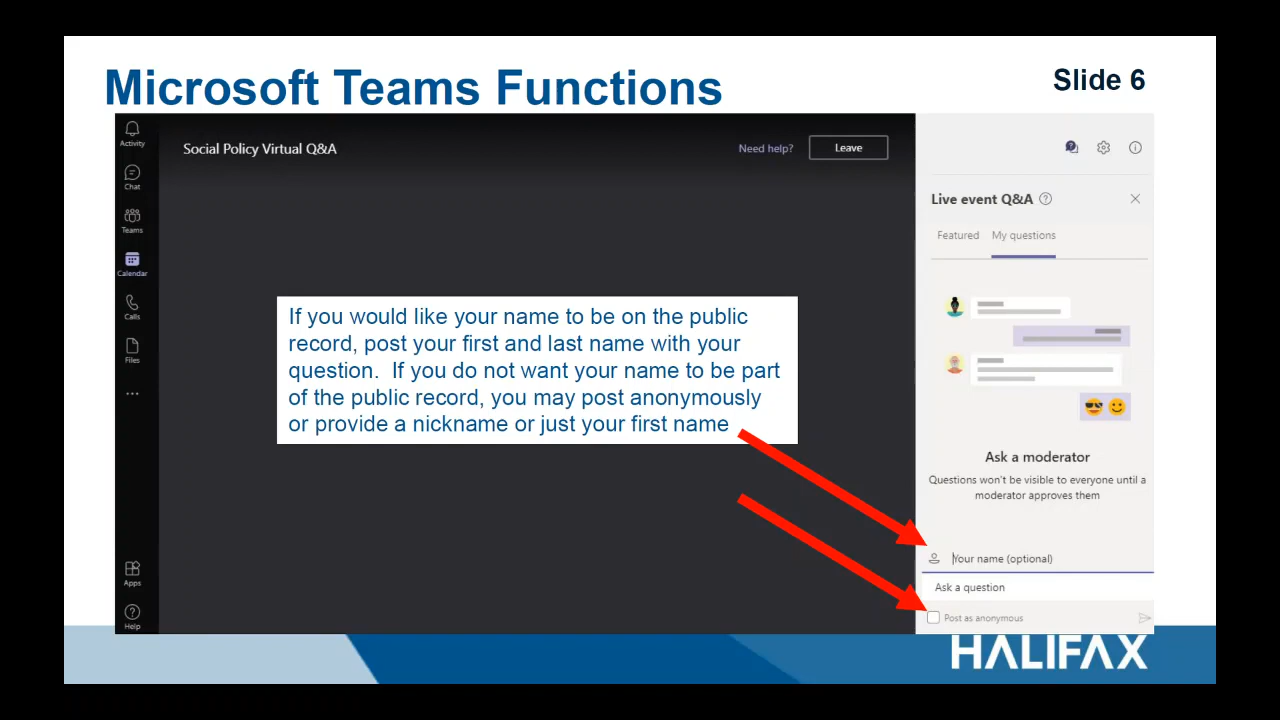 Microsoft Teams Functions
Slide 6
Activity
Chat
Teams
Calendar
Calls
Files
Apps
Help
Social Policy Virtual Q&A
Need help?
Leave
If you would like your name to be on the public
record, post your first and last name with your
question.  If you do not want your name to be part
of the public record, you may post anonymously
or provide a nickname or just your first name
Live event Q&A
Featured
My questions
Ask a moderator
Questions won't be visible to everyone until a
moderator approves them
Your name (optional)
Ask a question
Post as anonymous
HALIFAX